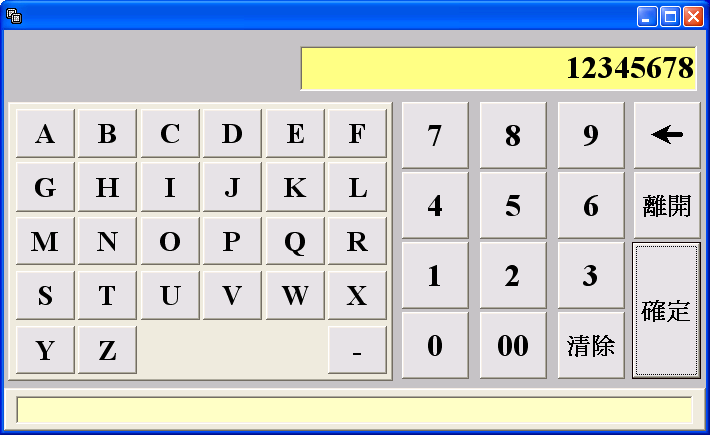 12345678
A B C D E F 7 8 9
G H I J K L 4 5 6 離開
M N O P Q R
S T U V W X 1 2 3 確定
Y Z - 0 00 清除